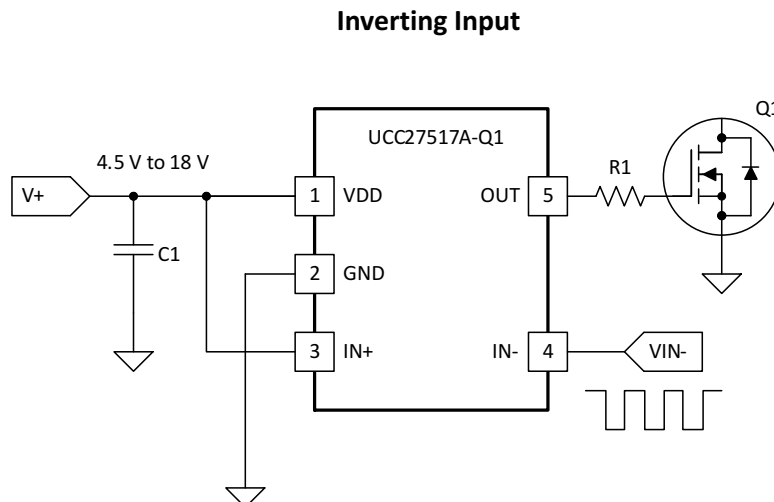 Inverting Input
Q1
UCC27517A-Q1
4.5 V to 18 V
R1
V+
1
VDD
OUT
5
C1
2
GND
3
IN+
IN-
4
VIN-